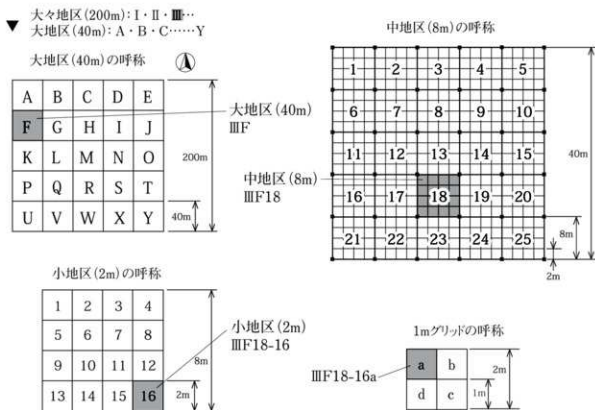 ▼ 大々地区(200m):Ⅰ・Ⅱ・Ⅲ…
大地区(40m):A・B・C……Y
大地区(40m)の呼称
A B C D E
F G H I J
K L M N O
P Q R S T
U V W X Y
200m
40m
大地区(40m)
ⅢF
中地区(8m)の呼称
1 2 3 4 5
6 7 8 9 10
11 12 13 14 15
16 17 18 19 20
21 22 23 24 25
40m
8m
2m
中地区(8m)
ⅢF18
小地区(2m)の呼称
1 2 3 4
5 6 7 8
9 10 11 12
13 14 15 16
8m
2m
小地区(2m)
ⅢF18-16
1mグリッドの呼称
ⅢF18-16a
a b
d c
2m
1m